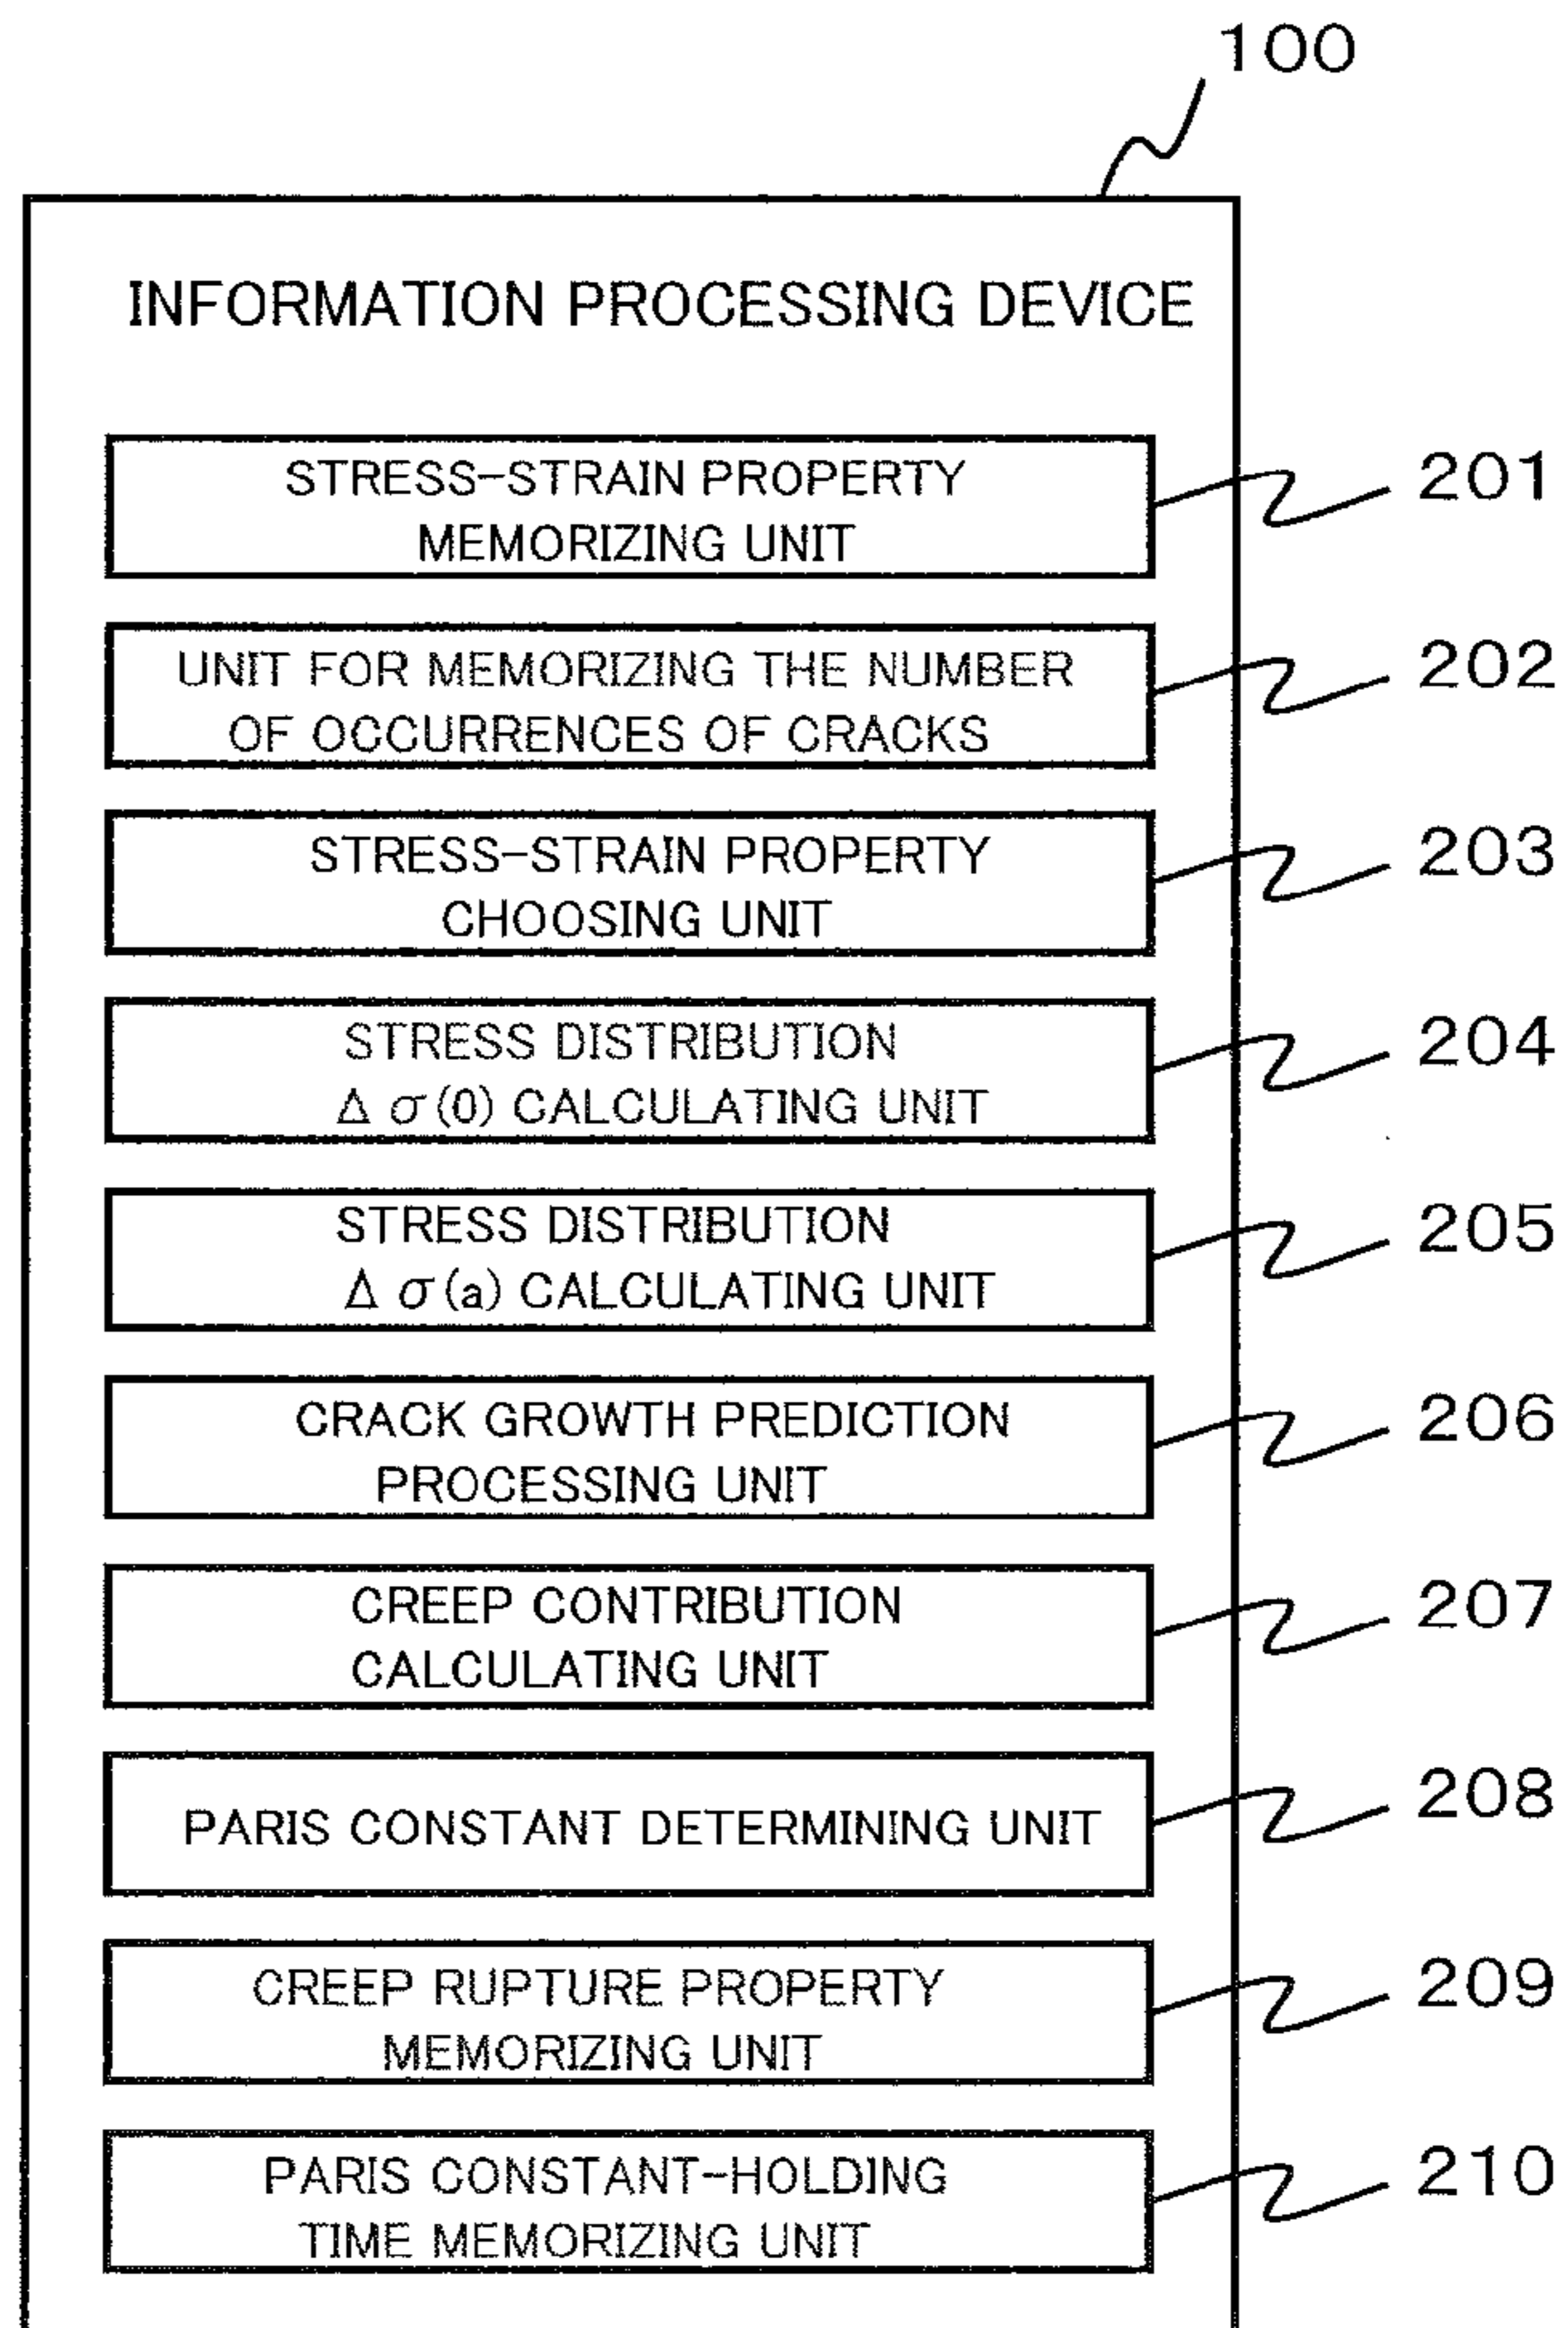 100
INFORMATION PROCESSING DEVICE
STRESS-STRAIN PROPERTY
MEMORIZING UNIT
201
UNIT FOR MEMORIZING THE NUMBER
OF OCCURRENCES OF CRACKS
202
STRESS-STRAIN PROPERTY
CHOOSING UNIT
203
STRESS DISTRIBUTION
Δσ(0) CALCULATING UNIT
204
STRESS DISTRIBUTION
Δσ(a) CALCULATING UNIT
205
CRACK GROWTH PREDICTION
PROCESSING UNIT
206
CREEP CONTRIBUTION
CALCULATING UNIT
207
PARIS CONSTANT DETERMINING UNIT
208
CREEP RUPTURE PROPERTY
MEMORIZING UNIT
209
PARIS CONSTANT-HOLDING
TIME MEMORIZING UNIT
210